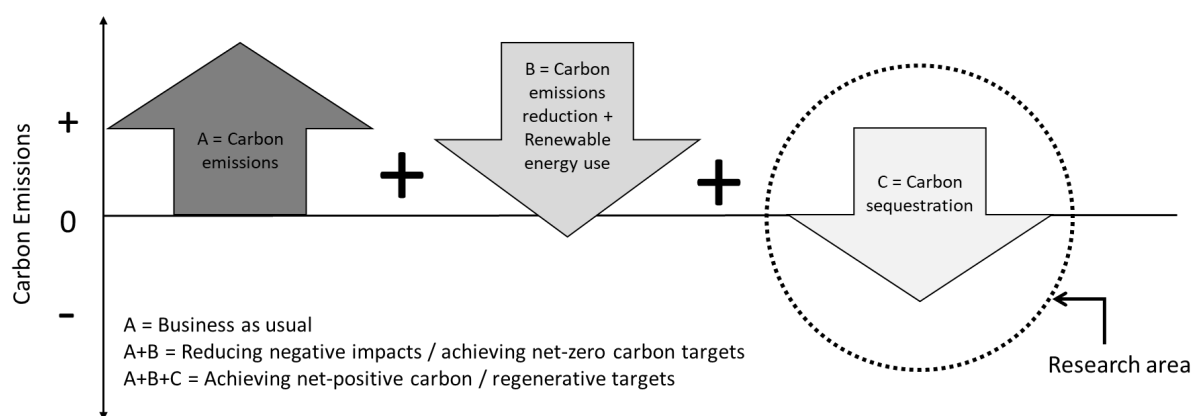 Carbon Emissions
+
0
-
A = Carbon
emissions
+
B = Carbon
emissions
reduction +
Renewable
energy use
+
C = Carbon
sequestration
A = Business as usual
A+B = Reducing negative impacts / achieving net-zero carbon targets
A+B+C = Achieving net-positive carbon / regenerative targets
Research area